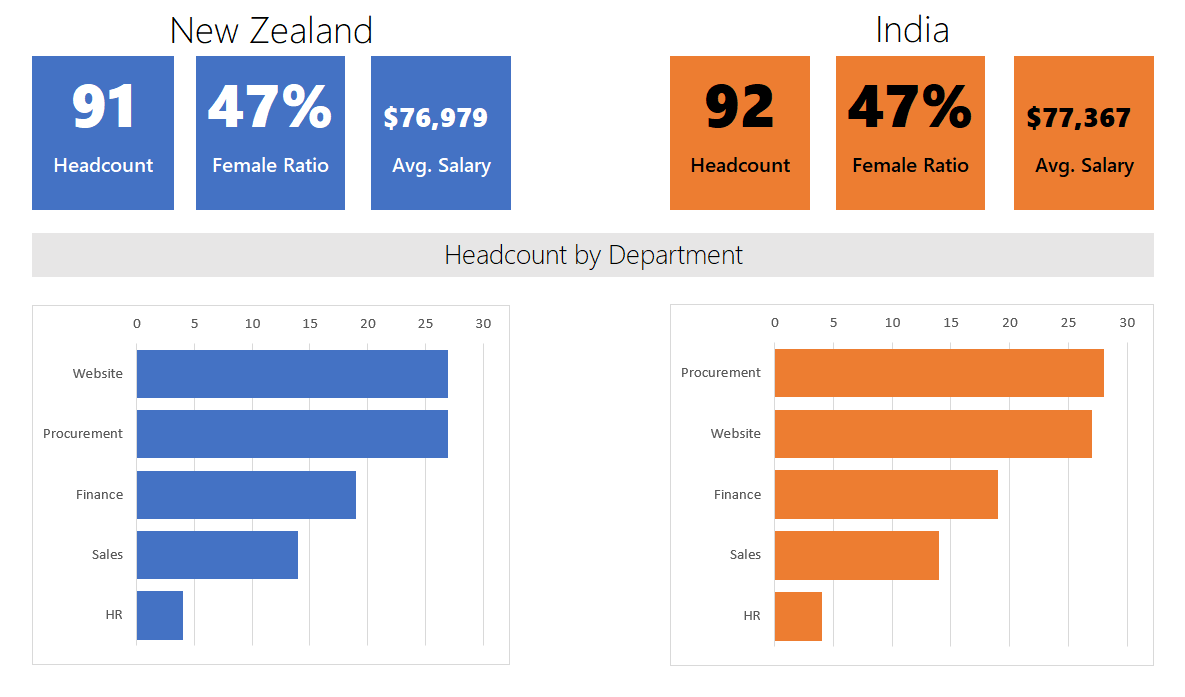 New Zealand
India
91
Headcount
47%
Female Ratio
$76,979
Avg. Salary
92
Headcount
47%
Female Ratio
$77,367
Avg. Salary
Headcount by Department
0 5 10 15 20 25 30
Website
Procurement
Finance
Sales
HR
0 5 10 15 20 25 30
Procurement
Website
Finance
Sales
HR